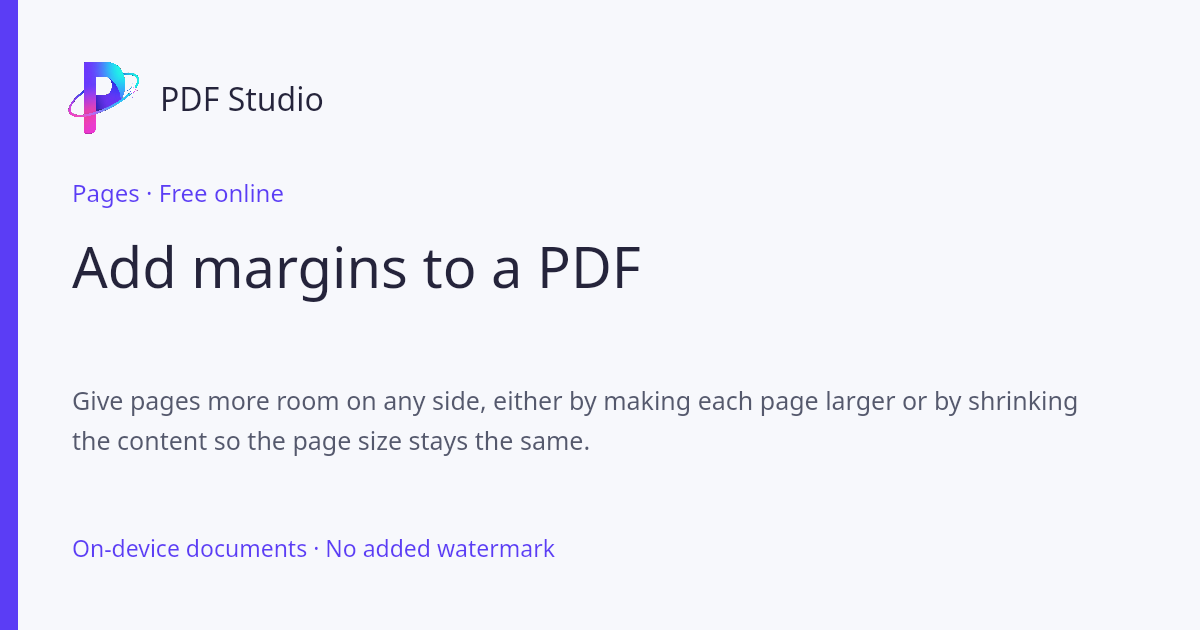 PDF Studio
Pages · Free online
Add margins to a PDF
Give pages more room on any side, either by making each page larger or by shrinking
the content so the page size stays the same.
On-device documents · No added watermark